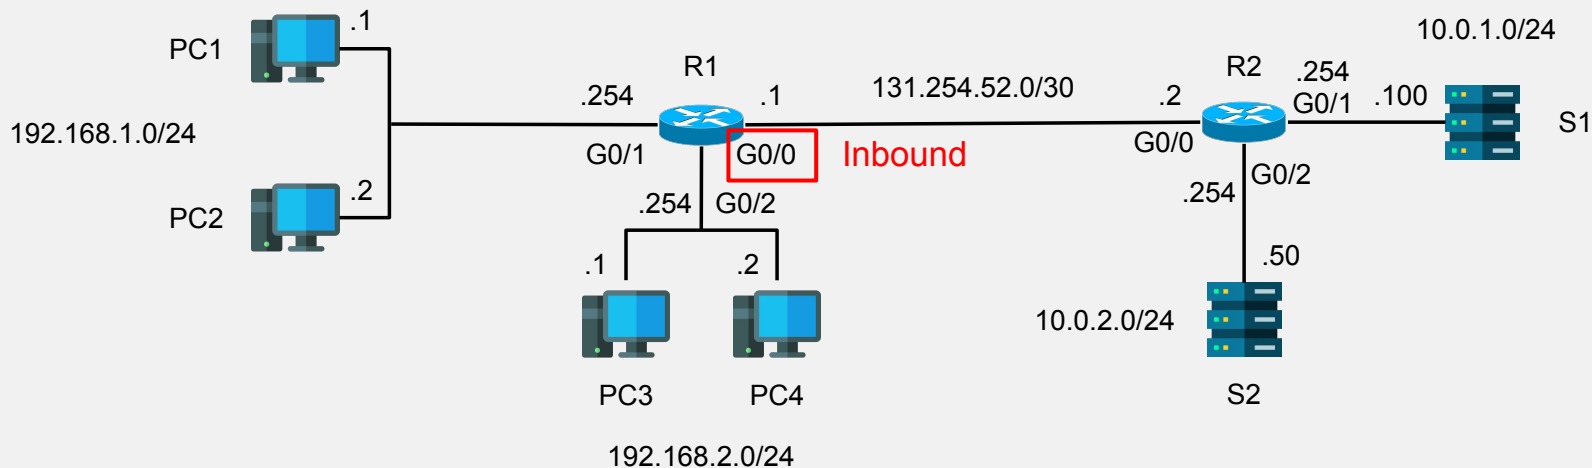 10.0.1.0/24
.1
PC1
R1
R2
.254
131.254.52.0/30
.254
.1
.2
G0/1
.100
S1
192.168.1.0/24
G0/1
G0/0
Inbound
G0/0
.2
PC2
.254
G0/2
.254
G0/2
.1
.2
.50
10.0.2.0/24
PC3
PC4
S2
192.168.2.0/24